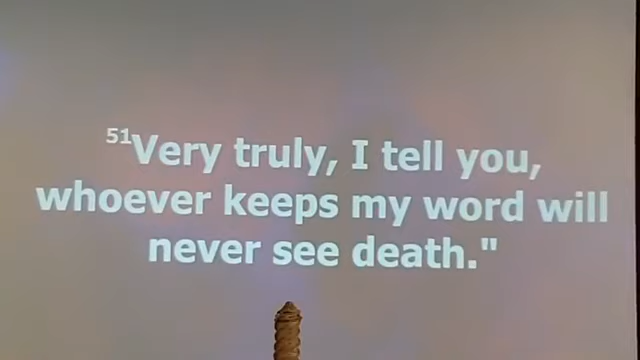 51Very truly, I tell you,
whoever keeps my word will
never see death."